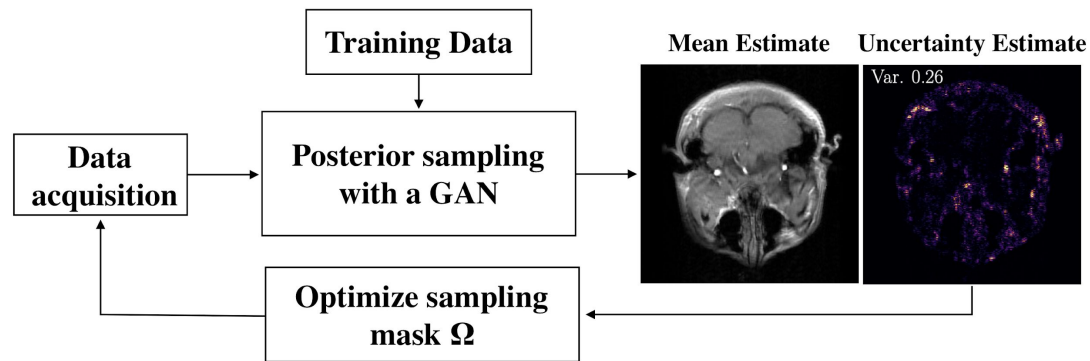 Training Data
Mean Estimate
Uncertainty Estimate
Var. 0.26
Data
acquisition
Posterior sampling
with a GAN
Optimize sampling
mask Ω